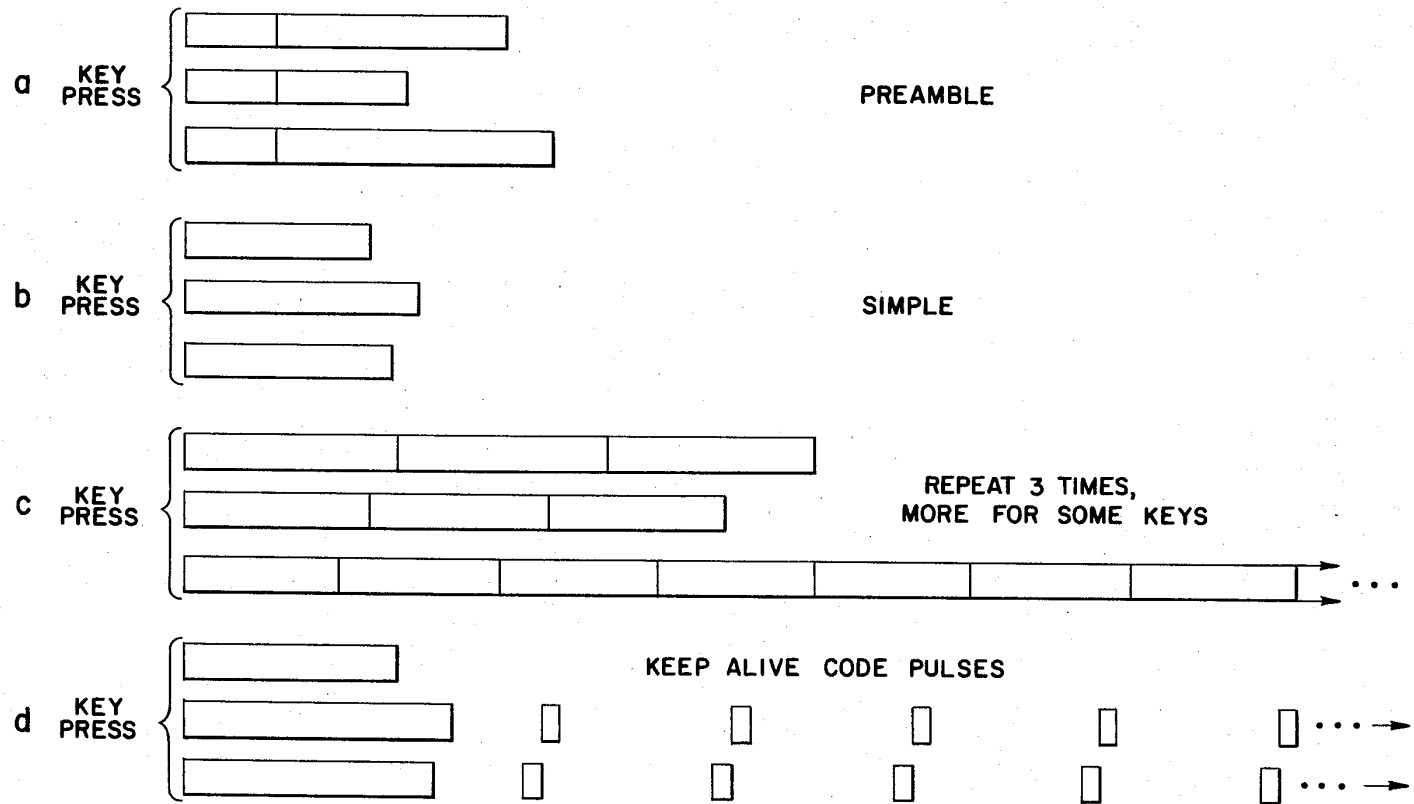 a KEY PRESS PREAMBLE
b KEY PRESS SIMPLE
c KEY PRESS
REPEAT 3 TIMES,
MORE FOR SOME KEYS
...
d KEY PRESS
KEEP ALIVE CODE PULSES
...
...